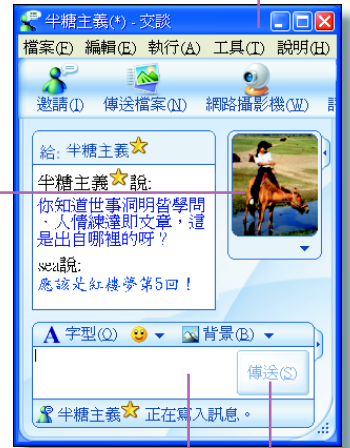 半糖主義(*) - 交談
檔案(F) 編輯(E) 執行(A) 工具(T) 說明(H)
邀請(I) 傳送檔案(N) 網路攝影機(W)
給: 半糖主義
半糖主義 說:
你知道世事洞明皆學問
﹑人情練達即文章，這
是出自哪裡的呀？
sea說:
應該是紅樓夢第5回！
A 字型(O) 背景(B)
傳送(S)
半糖主義 正在寫入訊息。